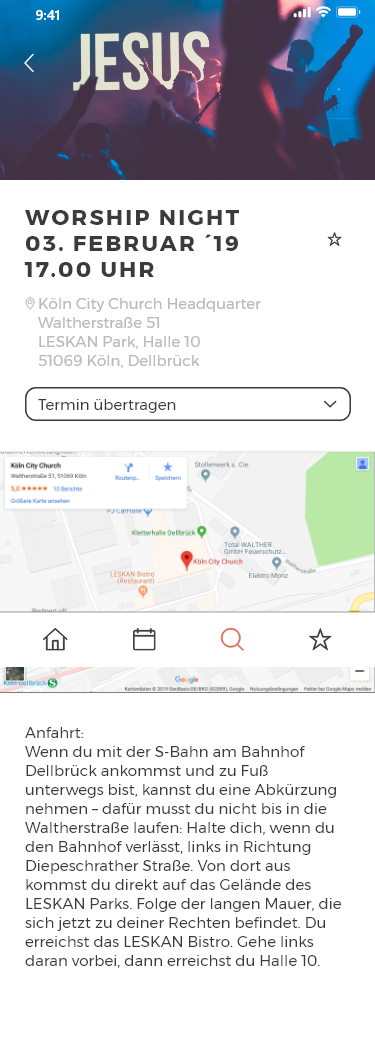 9:41
JESUS
WORSHIP NIGHT
03. FEBRUAR ´19
17.00 UHR
Köln City Church Headquarter
Waltherstraße 51
LESKAN Park, Halle 10
51069 Köln, Dellbrück
Termin übertragen
Köln City Church
Waltherstraße 51, 51069 Köln
5,0 ★★★★★ 10 Berichte
Größere Karte ansehen
Routenp...
Speichern
Stollenwerk u. Cie.
Kletterhalle Dellbrück
Total WALTHER
GmbH Feuerschutz...
Köln City Church
Elektro Monz
Waltherstraße
LESKAN Bistro
(Restaurant)
Köln-Dellbrück
Google
Kartendaten © 2019 GeoBasis-DE/BKG (©2009), Google
Nutzungsbedingungen
Fehler bei Google Maps melden
Anfahrt:
Wenn du mit der S-Bahn am Bahnhof
Dellbrück ankommst und zu Fuß
unterwegs bist, kannst du eine Abkürzung
nehmen – dafür musst du nicht bis in die
Waltherstraße laufen: Halte dich, wenn du
den Bahnhof verlässt, links in Richtung
Diepeschrather Straße. Von dort aus
kommst du direkt auf das Gelände des
LESKAN Parks. Folge der langen Mauer, die
sich jetzt zu deiner Rechten befindet. Du
erreichst das LESKAN Bistro. Gehe links
daran vorbei, dann erreichst du Halle 10.